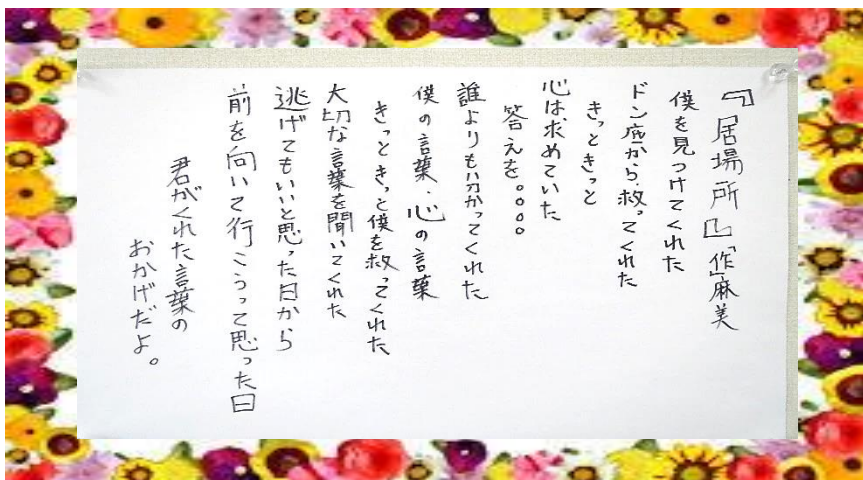 『居場所』「作」麻美
僕を見つけてくれた
ドン底から救ってくれた
きっときっと
心は求めていた
答えを。。。。
誰よりも分かってくれた
僕の言葉、心の言葉
きっときっと僕を救ってくれた
大切な言葉を聞いてくれた
逃げてもいいと思った日から
前を向いて行こうって思った日
君がくれた言葉の
おかげだよ。